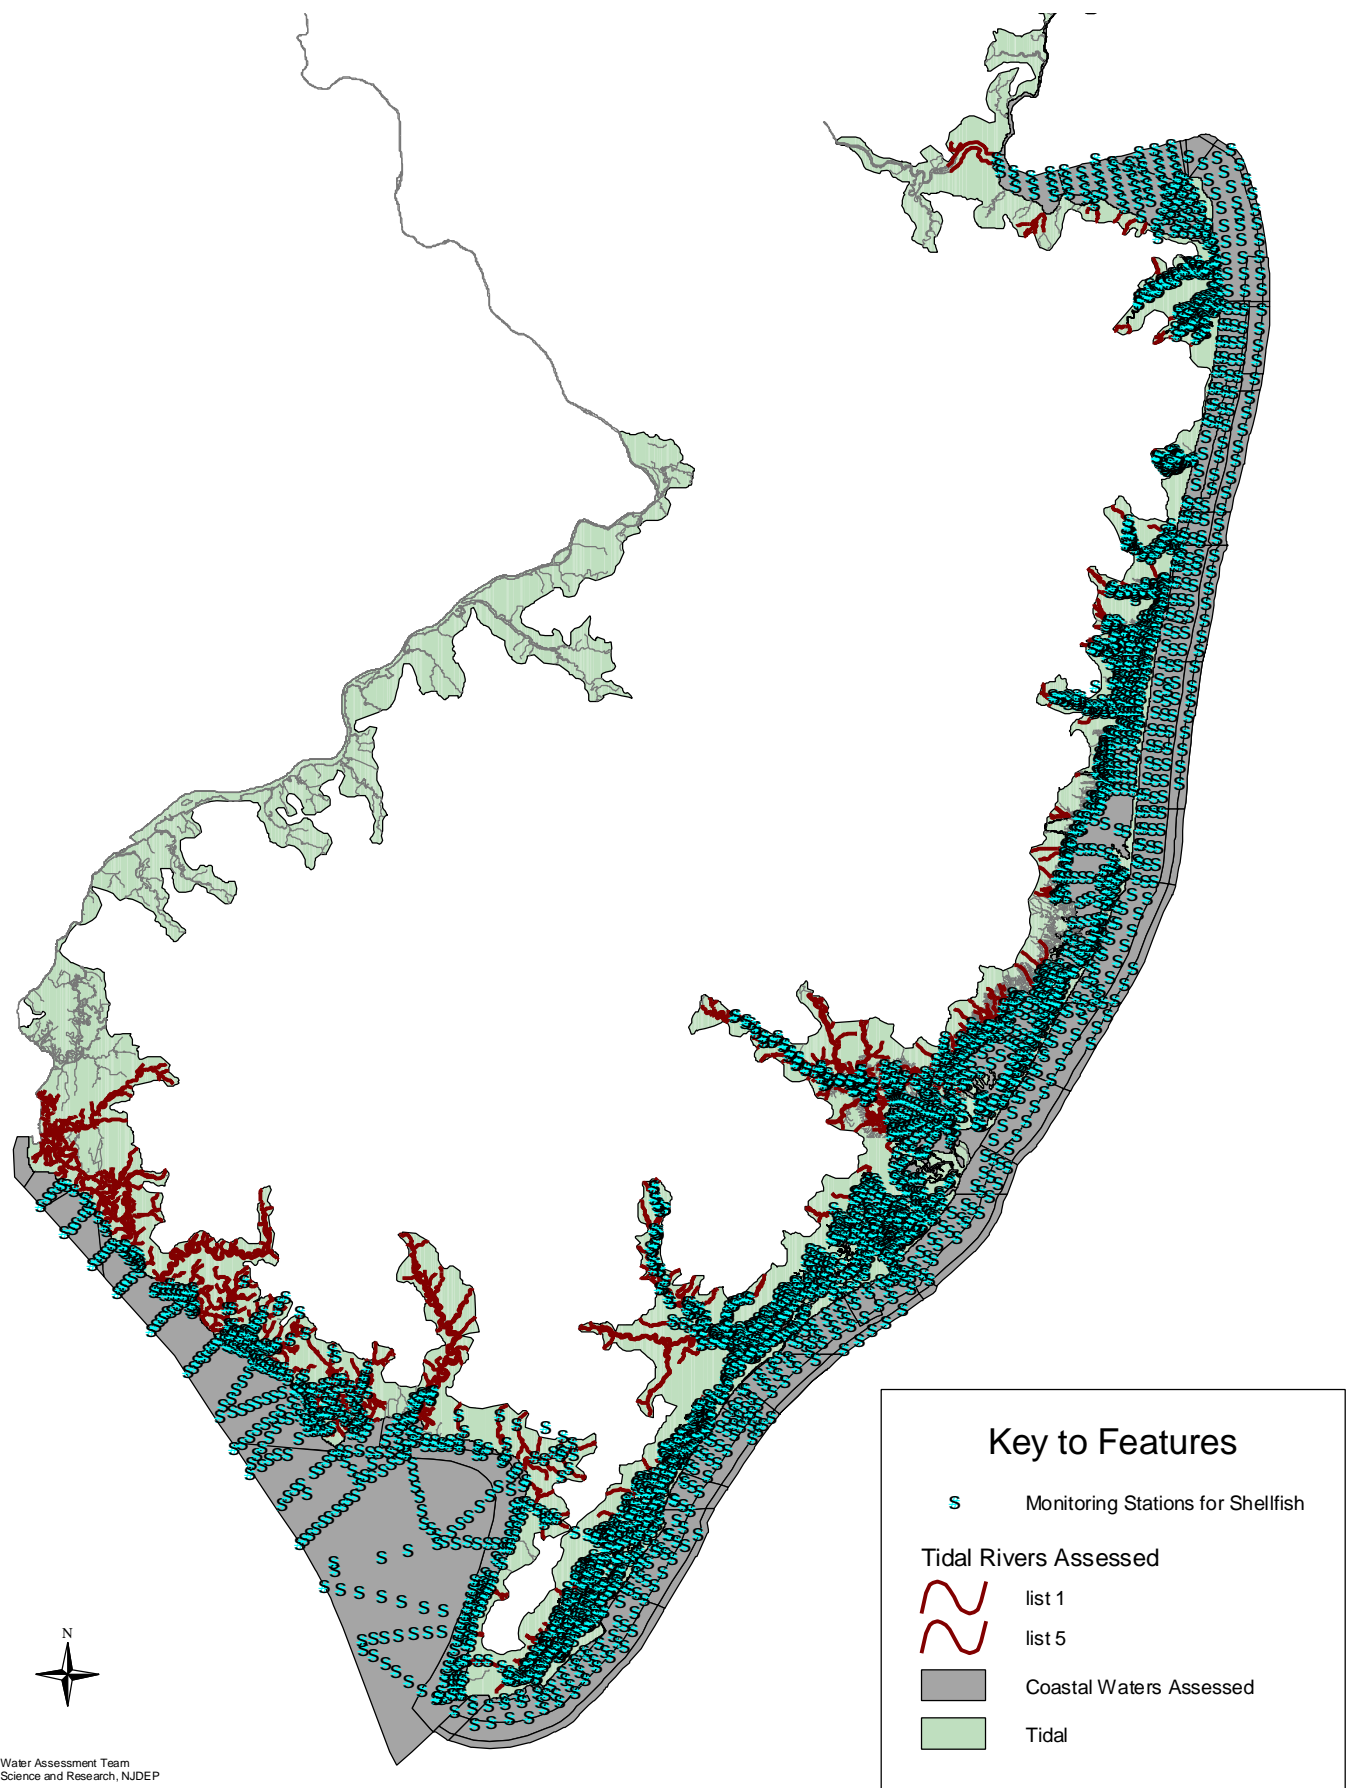 N
Key to Features
S Monitoring Stations for Shellfish
Tidal Rivers Assessed
list 1
list 5
Coastal Waters Assessed
Tidal
Water Assessment Team
Science and Research, NJDEP